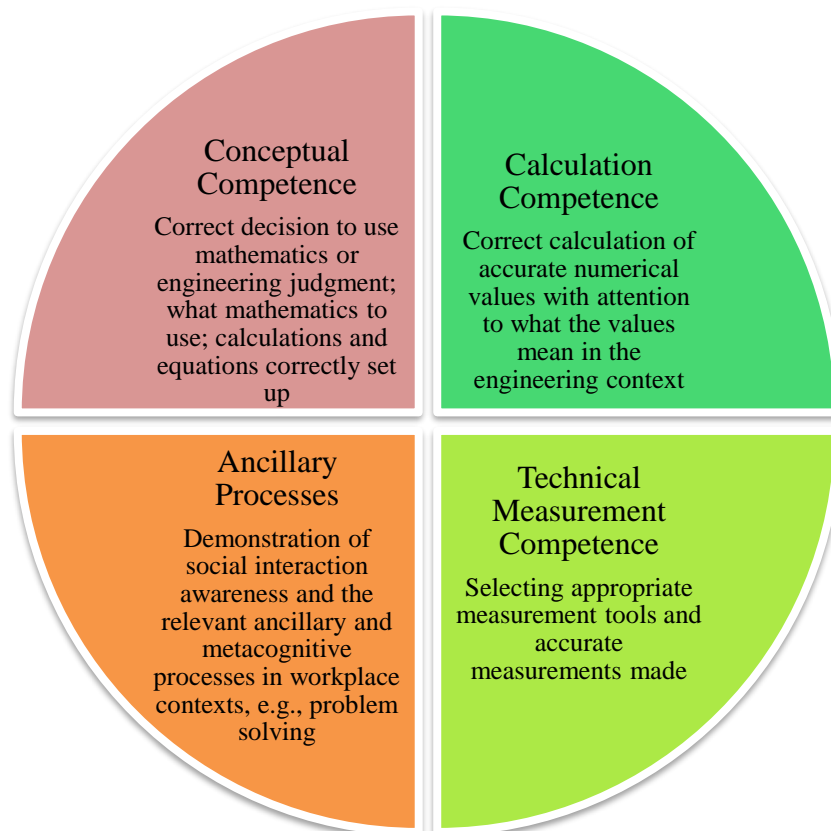 Conceptual
Competence
Correct decision to use
mathematics or
engineering judgment;
what mathematics to
use; calculations and
equations correctly set
up
Calculation
Competence
Correct calculation of
accurate numerical
values with attention
to what the values
mean in the
engineering context
Ancillary
Processes
Demonstration of
social interaction
awareness and the
relevant ancillary and
metacognitive
processes in workplace
contexts, e.g., problem
solving
Technical
Measurement
Competence
Selecting appropriate
measurement tools and
accurate
measurements made